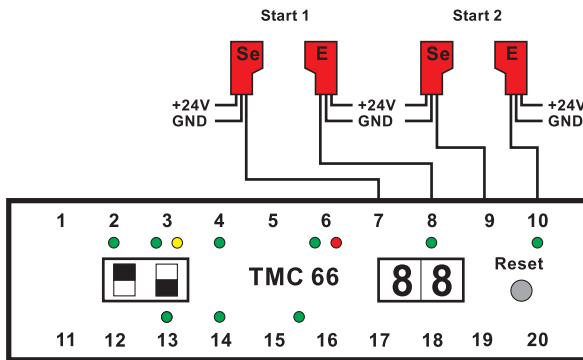 Start 1 Start 2
Se E Se E
+24V +24V +24V
GND GND GND
1 2 3 4 5 6 7 8 9 10
TMC 66 88 Reset
11 12 13 14 15 16 17 18 19 20